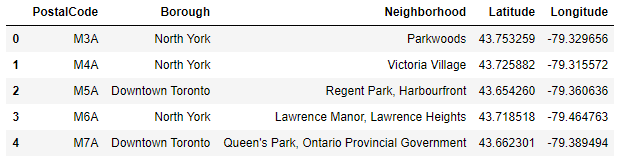 PostalCode Borough Neighborhood Latitude Longitude
0 M3A North York Parkwoods 43.753259 -79.329656
1 M4A North York Victoria Village 43.725882 -79.315572
2 M5A Downtown Toronto Regent Park, Harbourfront 43.654260 -79.360636
3 M6A North York Lawrence Manor, Lawrence Heights 43.718518 -79.464763
4 M7A Downtown Toronto Queen's Park, Ontario Provincial Government 43.662301 -79.389494